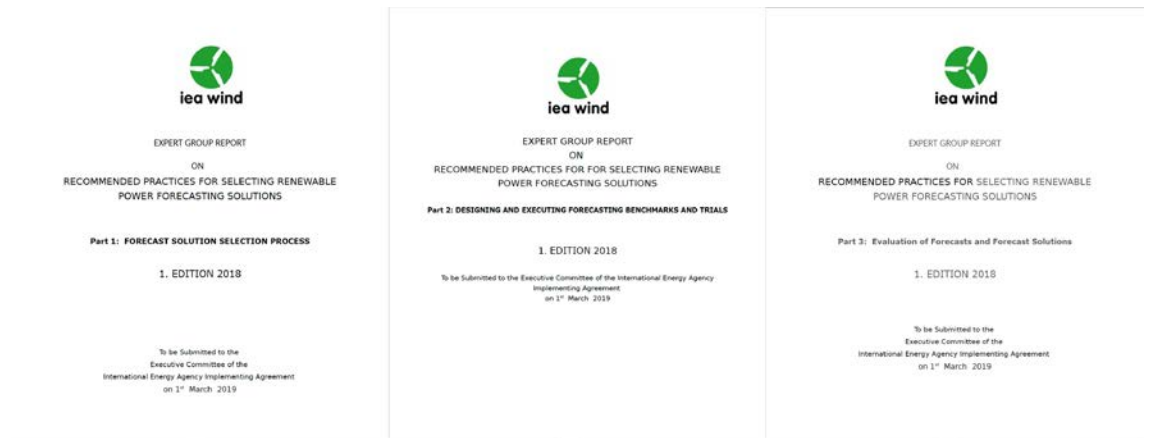 iea wind
EXPERT GROUP REPORT
ON
RECOMMENDED PRACTICES FOR SELECTING RENEWABLE
POWER FORECASTING SOLUTIONS
Part 1: FORECAST SOLUTION SELECTION PROCESS
1. EDITION 2018
To be Submitted to the
Executive Committee of the
International Energy Agency Implementing Agreement
on 1st March 2019
iea wind
EXPERT GROUP REPORT
ON
RECOMMENDED PRACTICES FOR FOR SELECTING RENEWABLE
POWER FORECASTING SOLUTIONS
Part 2: DESIGNING AND EXECUTING FORECASTING BENCHMARKS AND TRIALS
1. EDITION 2018
To be Submitted to the Executive Committee of the International Energy Agency
Implementing Agreement
on 1st March 2019
iea wind
EXPERT GROUP REPORT
ON
RECOMMENDED PRACTICES FOR SELECTING RENEWABLE
POWER FORECASTING SOLUTIONS
Part 3: Evaluation of Forecasts and Forecast Solutions
1. EDITION 2018
To be Submitted to the
Executive Committee of the
International Energy Agency Implementing Agreement
on 1st March 2019